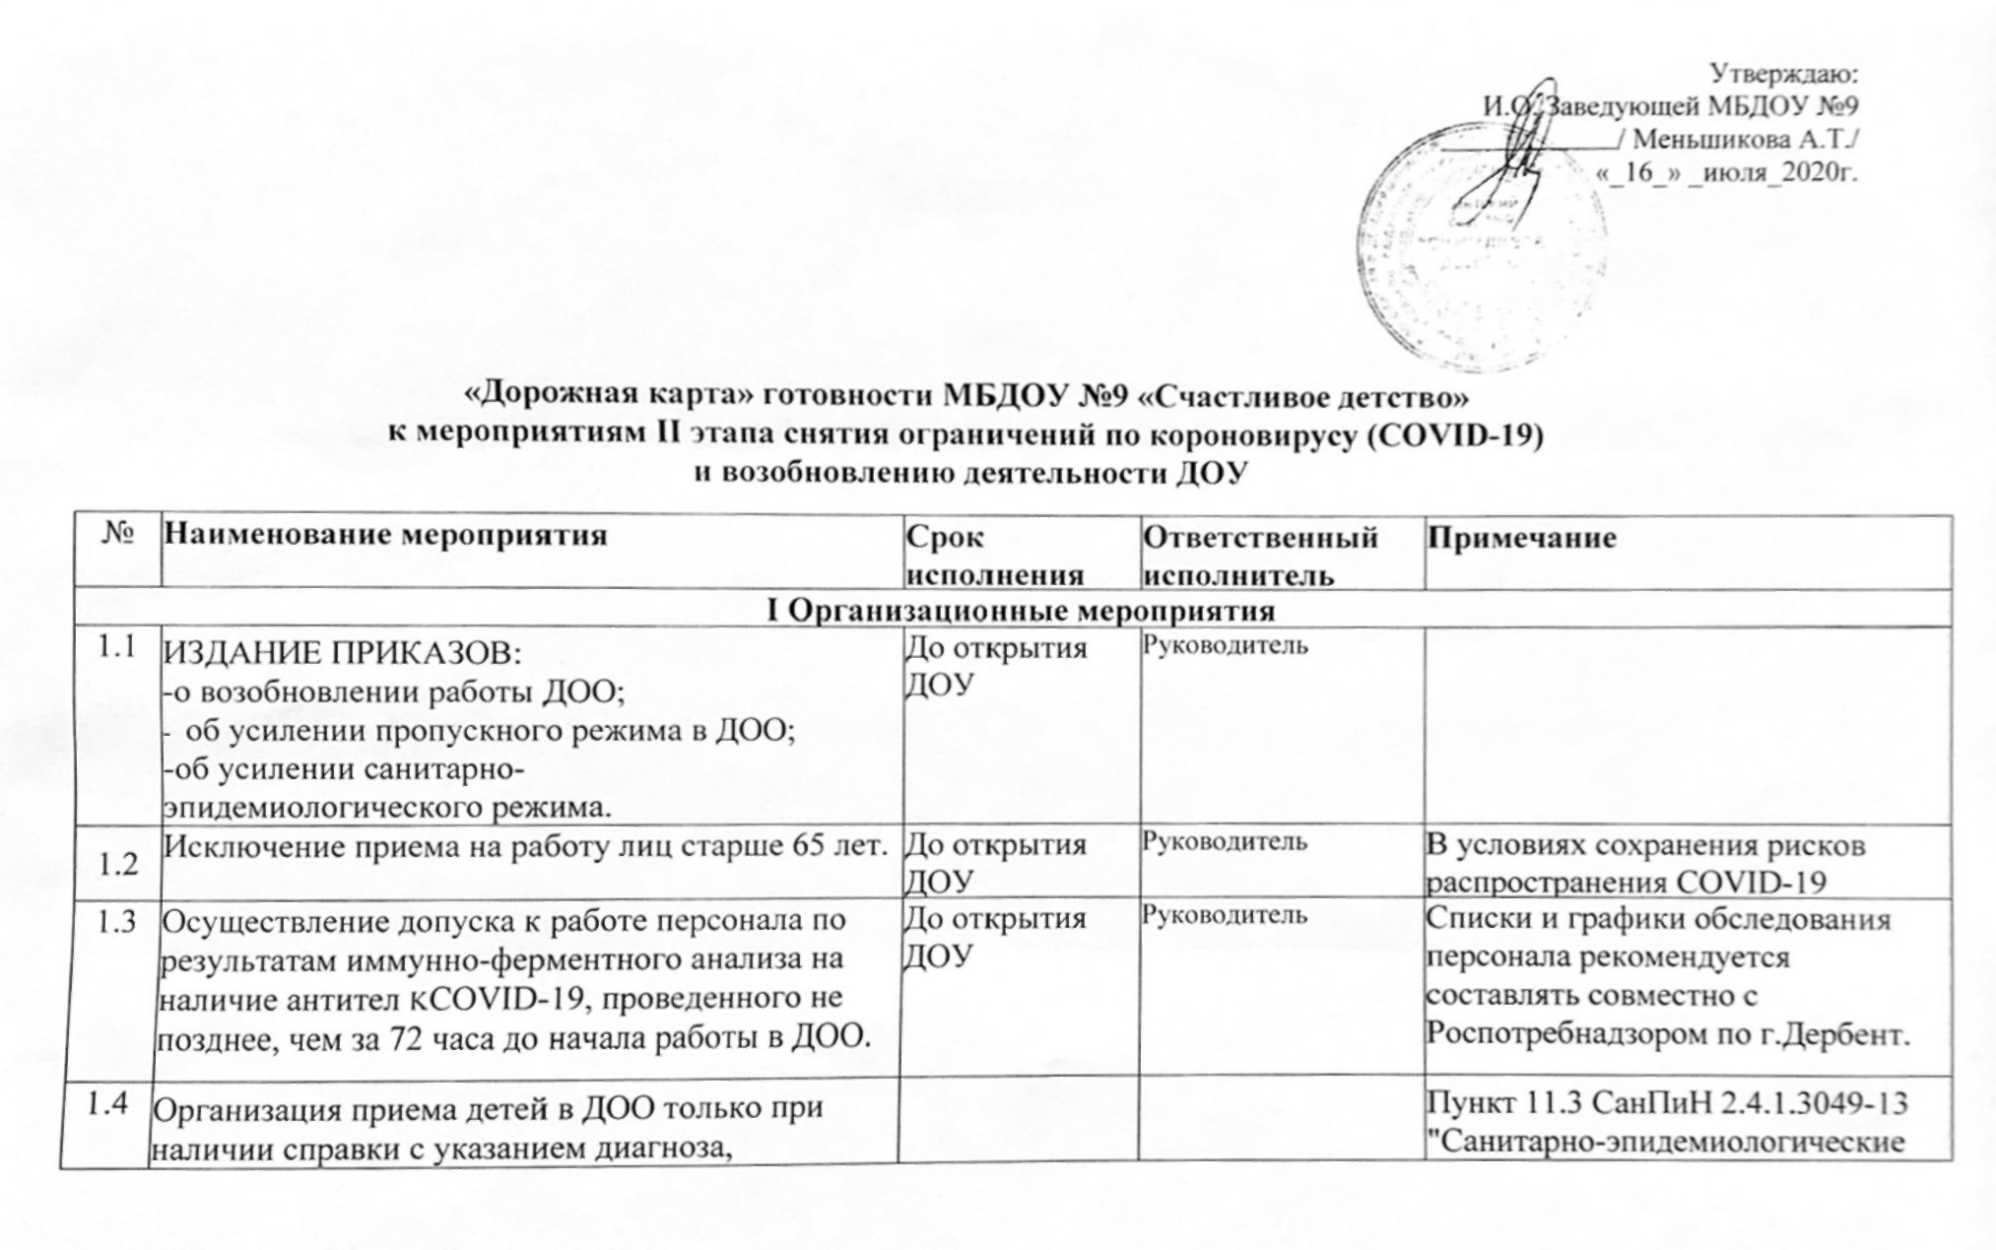 Утверждаю:
И.О. Заведующей МБДОУ №9
/ Меньшикова А.Т./
«_16_» _июля_2020г.
«Дорожная карта» готовности МБДОУ №9 «Счастливое детство»
к мероприятиям II этапа снятия ограничений по короновирусу (COVID-19)
и возобновлению деятельности ДОУ
№ Наименование мероприятия Срок исполнения Ответственный исполнитель Примечание
I Организационные мероприятия
1.1
ИЗДАНИЕ ПРИКАЗОВ:
-о возобновлении работы ДОО;
- об усилении пропускного режима в ДОО;
-об усилении санитарно-
эпидемиологического режима.
До открытия
ДОУ
Руководитель
1.2
Исключение приема на работу лиц старше 65 лет.
До открытия
ДОУ
Руководитель
В условиях сохранения рисков
распространения COVID-19
1.3
Осуществление допуска к работе персонала по
результатам иммунно-ферментного анализа на
наличие антител кCOVID-19, проведенного не
позднее, чем за 72 часа до начала работы в ДОО.
До открытия
ДОУ
Руководитель
Списки и графики обследования
персонала рекомендуется
составлять совместно с
Роспотребнадзором по г.Дербент.
1.4
Организация приема детей в ДОО только при
наличии справки с указанием диагноза,
Пункт 11.3 СанПиН 2.4.1.3049-13
"Санитарно-эпидемиологические